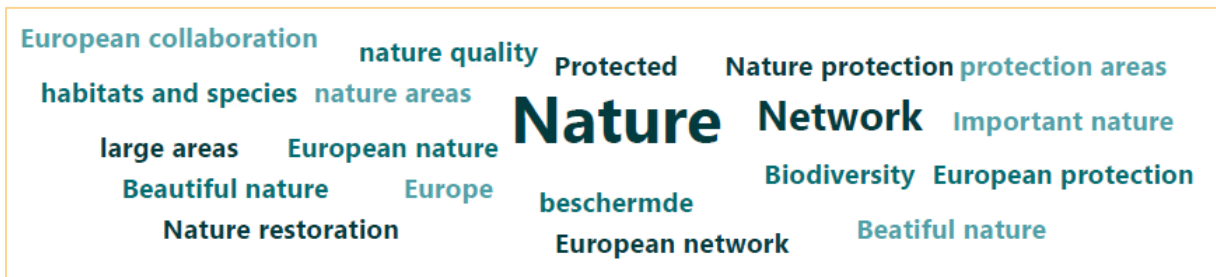 European collaboration
nature quality
Protected
Nature protection
protection areas
habitats and species
nature areas
Nature
Network
Important nature
large areas
European nature
Biodiversity
European protection
Beautiful nature
Europe
beschermde
Nature restoration
European network
Beatiful nature